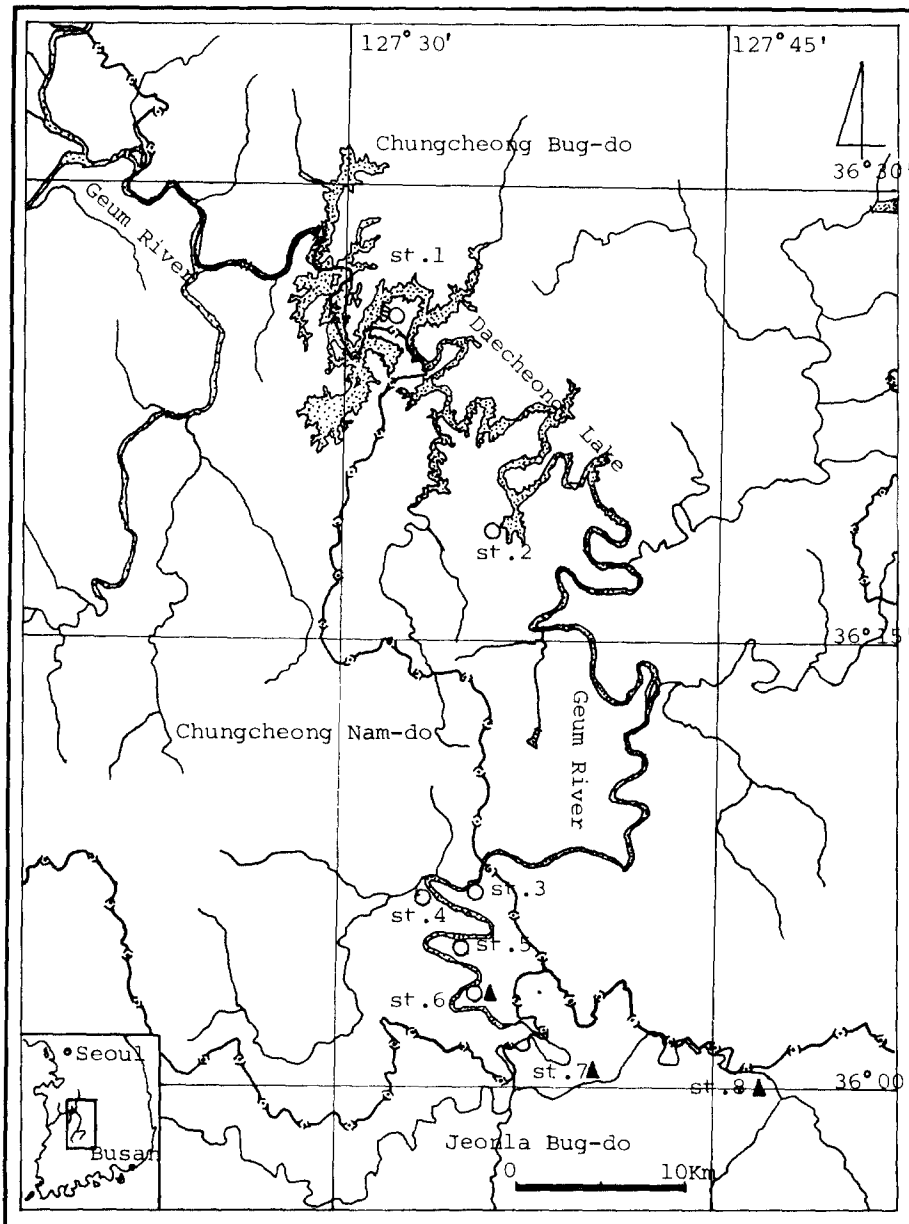 127°30'
127°45'
Chungcheong Bug-do
36°30'
Geum River
st.1
Daecheong Lake
st.2
36°15'
Chungcheong Nam-do
Geum River
st.3
st.4
st.5
st.6
Seoul
st.7
st.8
36°00'
Busan
Jeonla Bug-do
0
10Km